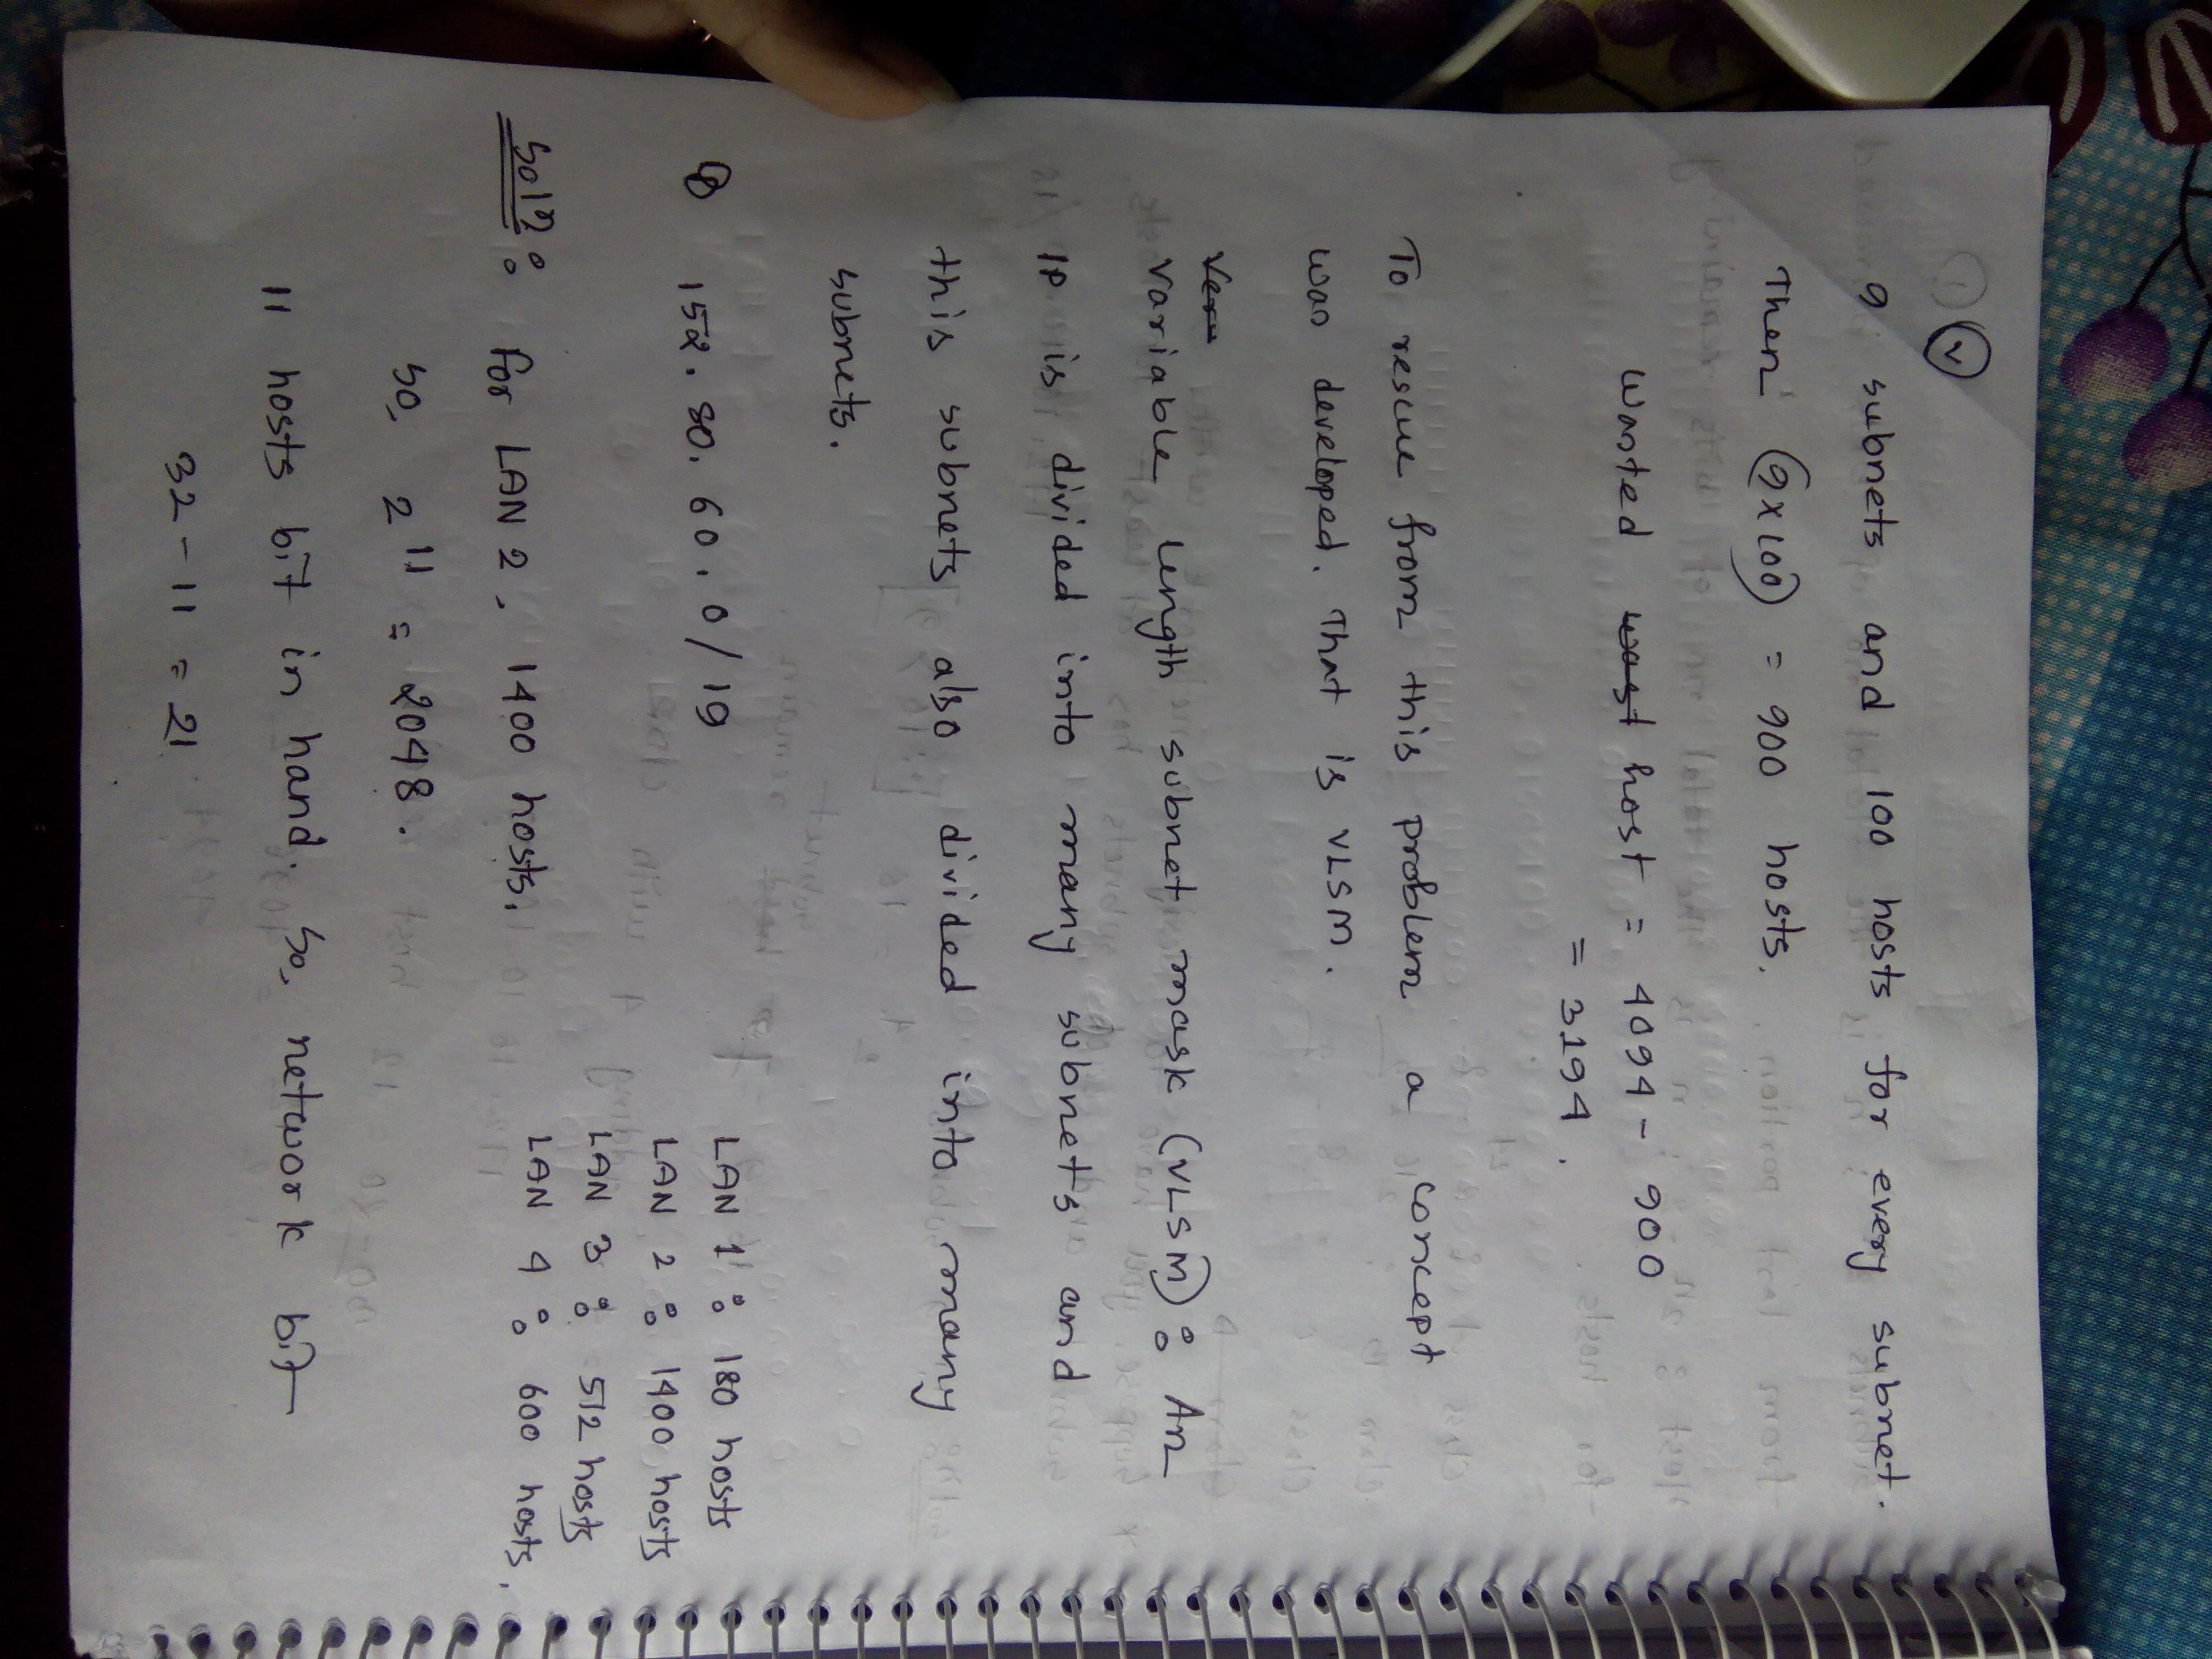 v
9 subnets and 100 hosts for every subnet.
Then (9x100) = 900 hosts.
Wasted wast host = 4094 - 900
= 3194.
To rescue from this problem a concept
was developed. That is VLSM.
Veru
Variable length subnet mask (VLSM): An
IP is divided into many subnets and
this subnets also divided into many
subnets.
Q 152.80.60.0/19
LAN 1: 180 hosts
LAN 2: 1400 hosts
LAN 3: 512 hosts
LAN 4: 600 hosts.
Soln: For LAN 2, 1400 hosts.
So, 2¹¹ = 2048.
11 hosts bit in hand. So, network bit
32 - 11 = 21